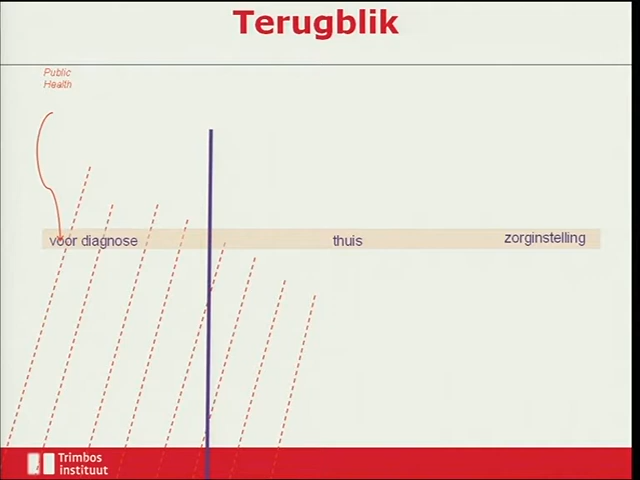 Terugblik
Public
Health
voor diagnose
thuis
zorginstelling
Trimbos
instituut